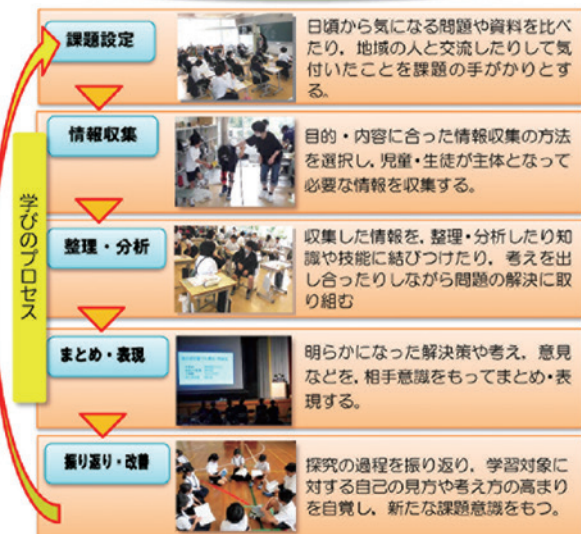 課題設定
日頃から気になる問題や資料を比べ
たり，地域の人と交流したりして気
付いたことを課題の手がかりとす
る。
学びのプロセス
情報収集
目的・内容に合った情報収集の方法
を選択し，児童・生徒が主体となって
必要な情報を収集する。
整理・分析
収集した情報を，整理・分析したり知
識や技能に結びつけたり，考えを出
し合ったりしながら問題の解決に取
り組む
まとめ・表現
明らかになった解決策や考え，意見
などを，相手意識をもってまとめ・表
現する。
振り返り・改善
探究の過程を振り返り，学習対象に
対する自己の見方や考え方の高まり
を自覚し，新たな課題意識をもつ。